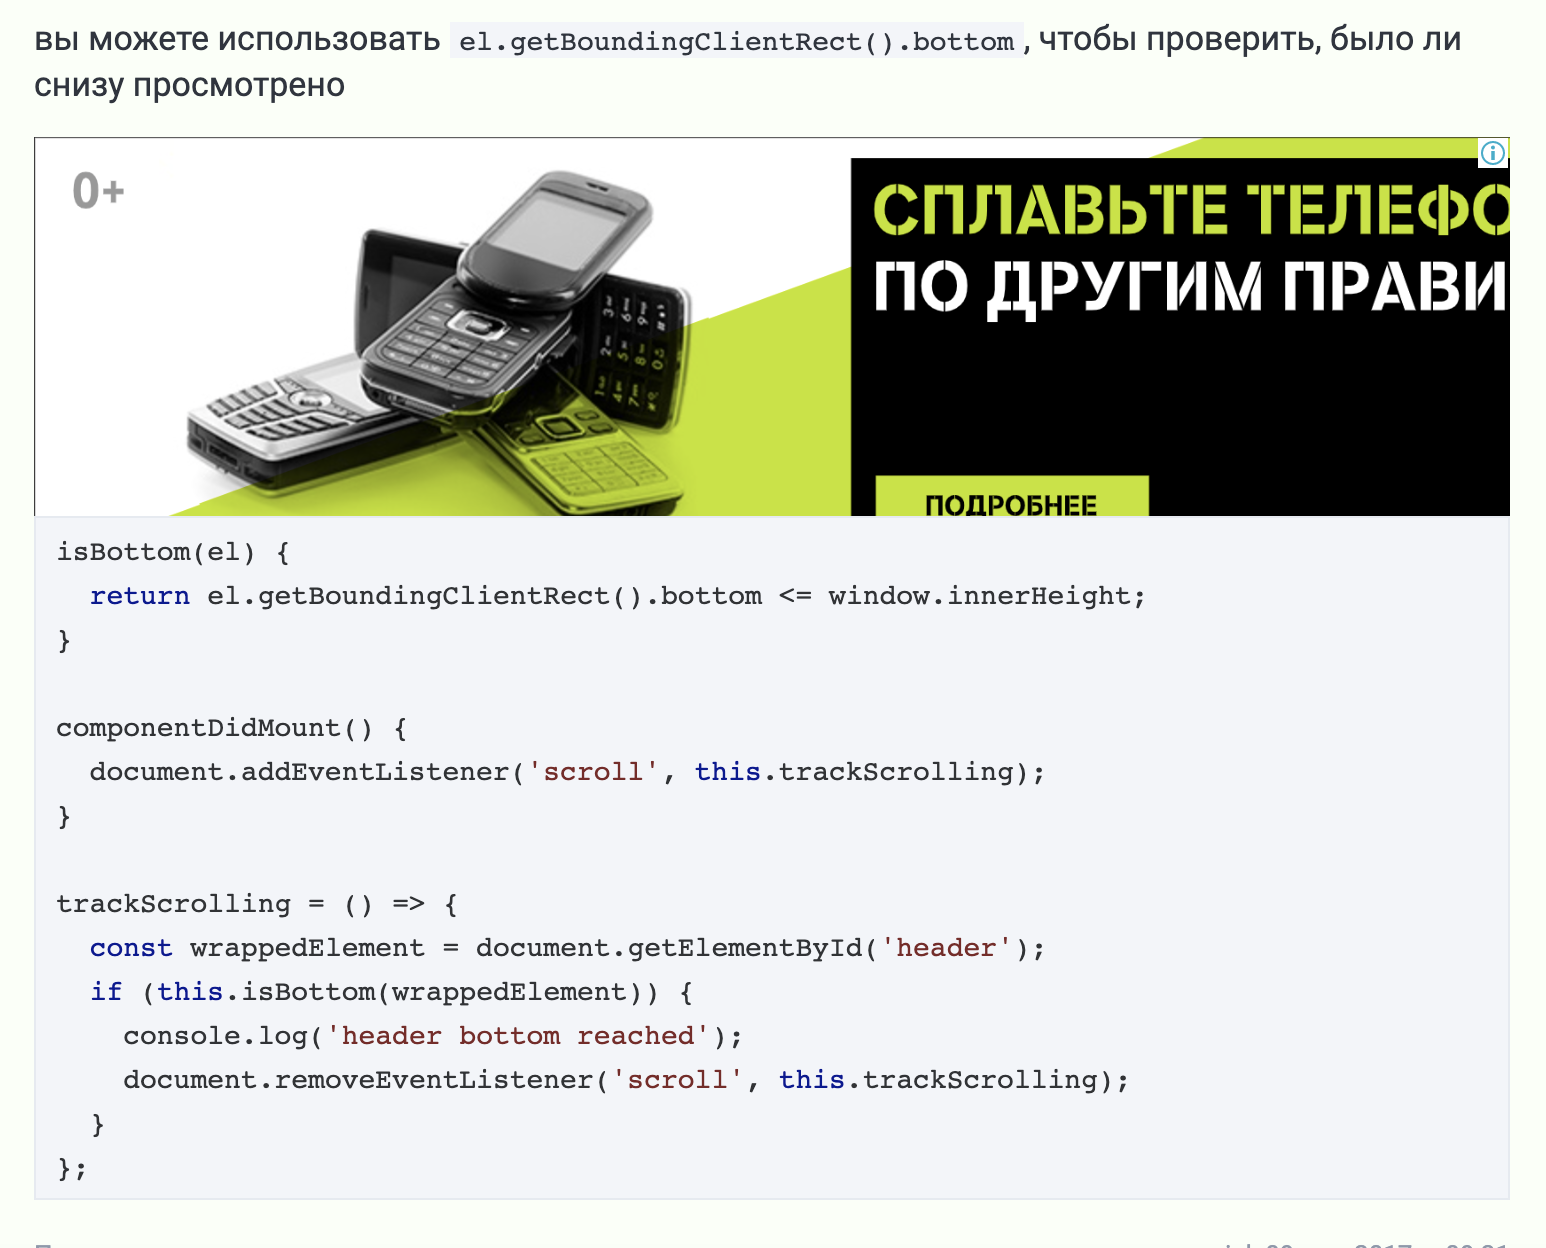 вы можете использовать el.getBoundingClientRect().bottom, чтобы проверить, было ли
снизу просмотрено
0+
СПЛАВЬТЕ ТЕЛЕФО
ПО ДРУГИМ ПРАВИ
ПОДРОБНЕЕ
isBottom(el) {
  return el.getBoundingClientRect().bottom <= window.innerHeight;
}
componentDidMount() {
  document.addEventListener('scroll', this.trackScrolling);
}
trackScrolling = () => {
  const wrappedElement = document.getElementById('header');
  if (this.isBottom(wrappedElement)) {
    console.log('header bottom reached');
    document.removeEventListener('scroll', this.trackScrolling);
  }
};